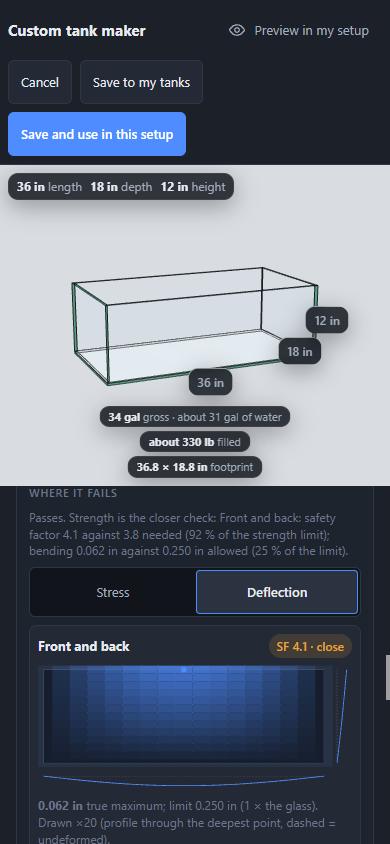 Custom tank maker
Preview in my setup
Cancel
Save to my tanks
Save and use in this setup
36 in length 18 in depth 12 in height
12 in
18 in
36 in
34 gal gross · about 31 gal of water
about 330 lb filled
36.8 × 18.8 in footprint
WHERE IT FAILS
Passes. Strength is the closer check: Front and back: safety
factor 4.1 against 3.8 needed (92 % of the strength limit);
bending 0.062 in against 0.250 in allowed (25 % of the limit).
Stress
Deflection
Front and back
SF 4.1 · close
0.062 in true maximum; limit 0.250 in (1 × the glass).
Drawn ×20 (profile through the deepest point, dashed =
undeformed).